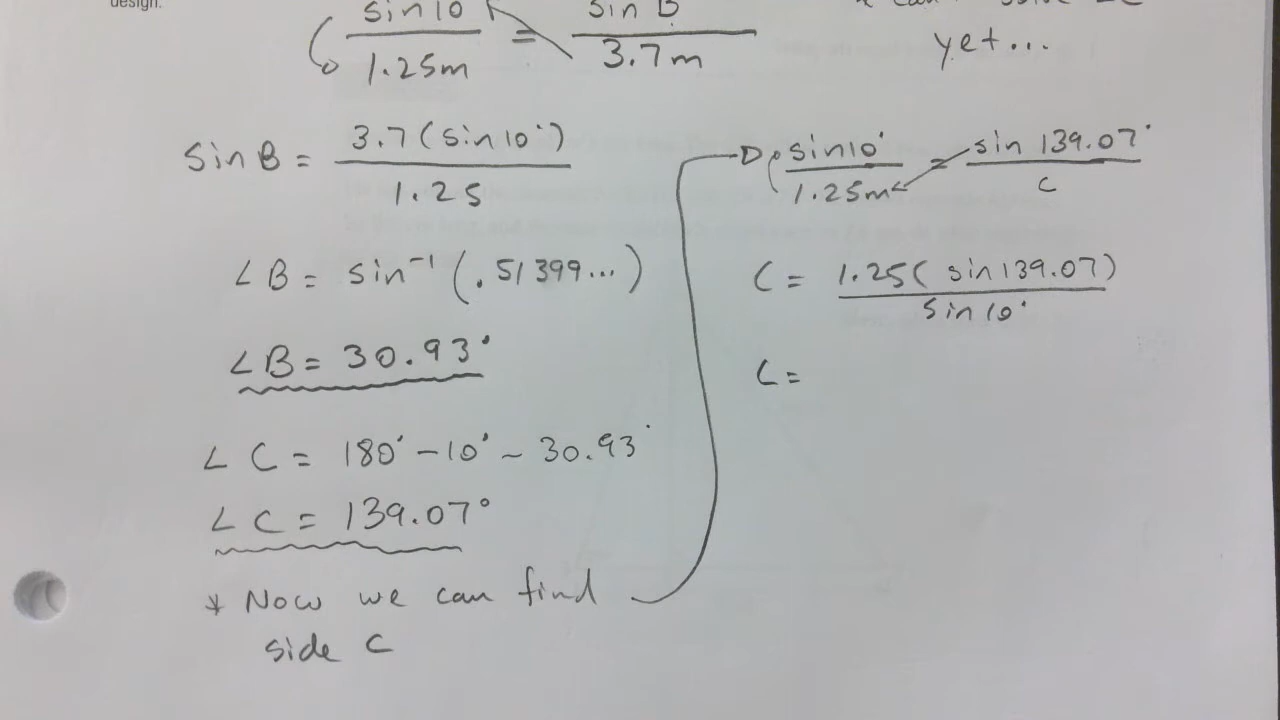 design.
sin 10 = sin B
1.25m 3.7m
yet...
sin B = 3.7 (sin 10°)
1.25
∠B = sin⁻¹ (.51399...)
∠B = 30.93°
∠C = 180° - 10° - 30.93°
∠C = 139.07°
* Now we can find
side C
sin 10° = sin 139.07°
1.25m c
C = 1.25( sin 139.07)
sin 10°
C =